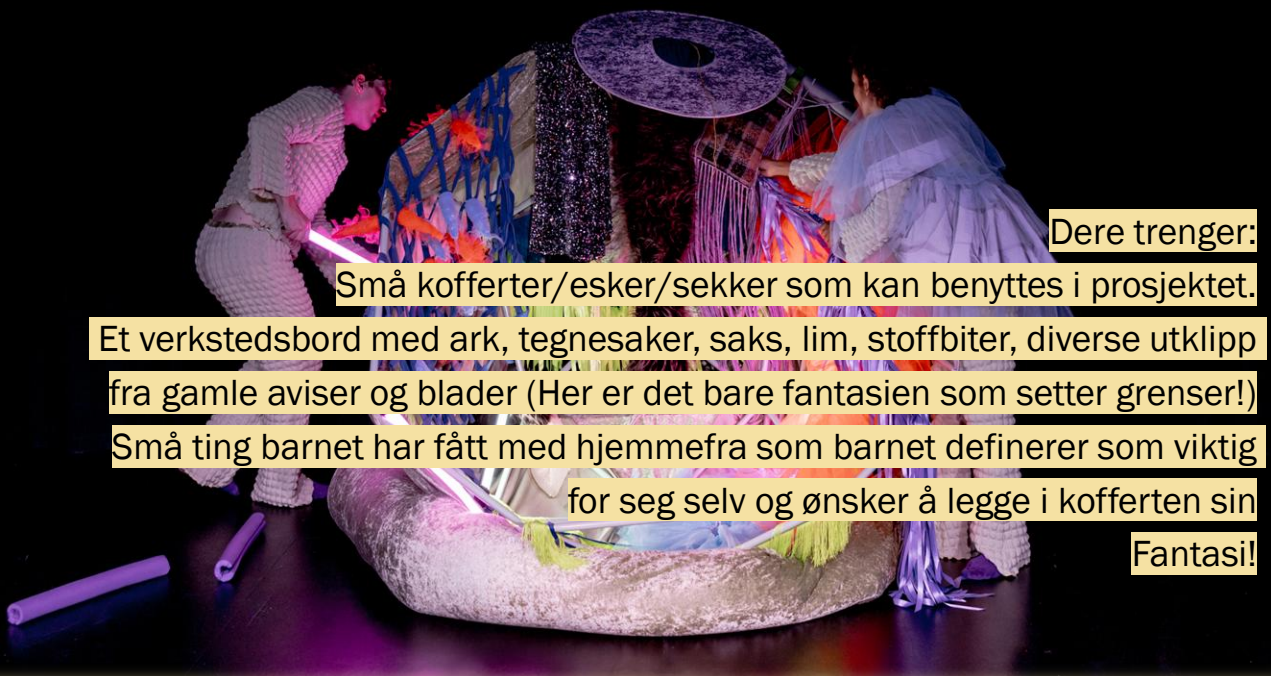 Dere trenger:
Små kofferter/esker/sekker som kan benyttes i prosjektet.
Et verkstedsbord med ark, tegnesaker, saks, lim, stoffbiter, diverse utklipp
fra gamle aviser og blader (Her er det bare fantasien som setter grenser!)
Små ting barnet har fått med hjemmefra som barnet definerer som viktig
for seg selv og ønsker å legge i kofferten sin
Fantasi!